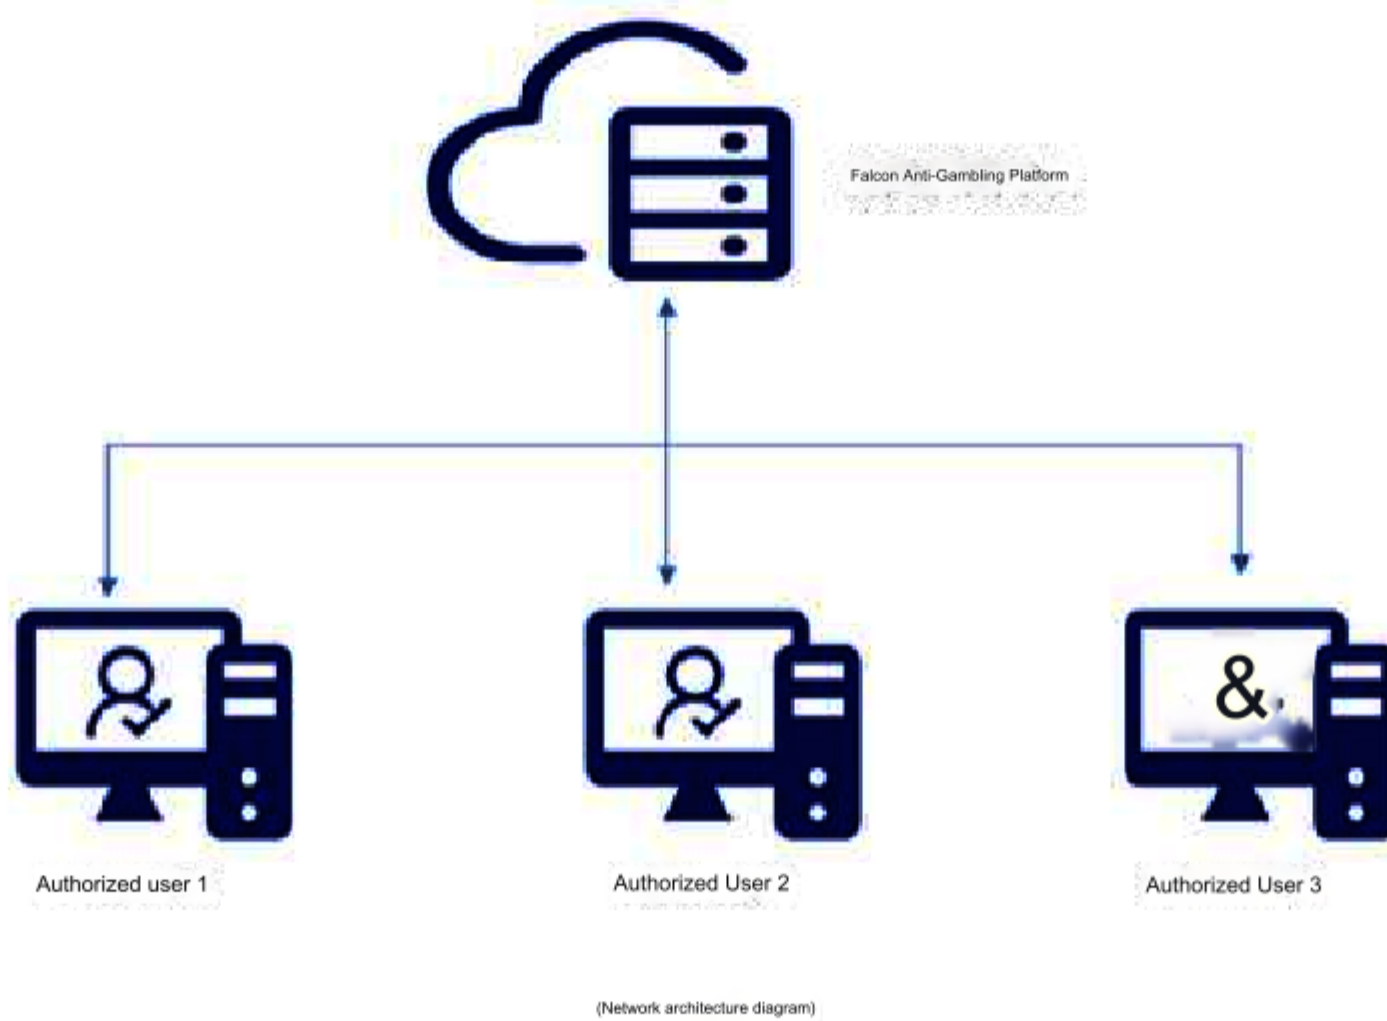 Falcon Anti-Gambling Platform
&
Authorized user 1
Authorized User 2
Authorized User 3
(Network architecture diagram)